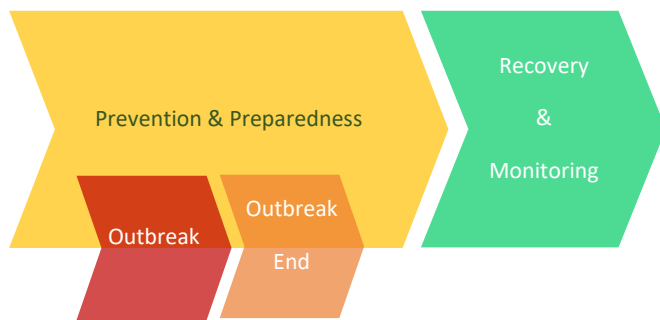 Prevention & Preparedness
Recovery
&
Monitoring
Outbreak
Outbreak
End